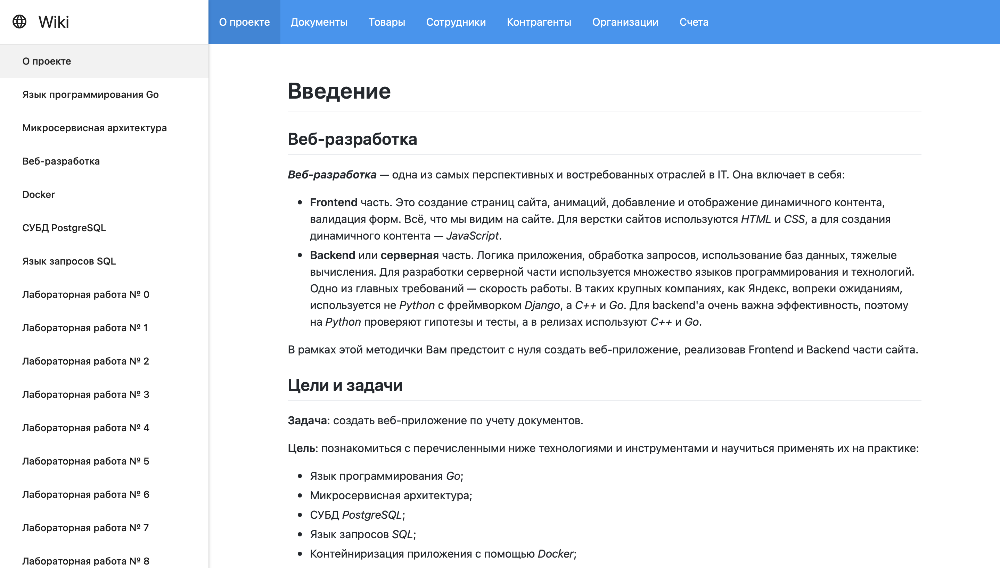 Wiki
О проекте
Документы
Товары
Сотрудники
Контрагенты
Организации
Счета
О проекте
Язык программирования Go
Микросервисная архитектура
Веб-разработка
Docker
СУБД PostgreSQL
Язык запросов SQL
Лабораторная работа № 0
Лабораторная работа № 1
Лабораторная работа № 2
Лабораторная работа № 3
Лабораторная работа № 4
Лабораторная работа № 5
Лабораторная работа № 6
Лабораторная работа № 7
Лабораторная работа № 8
Введение
Веб-разработка
Веб-разработка — одна из самых перспективных и востребованных отраслей в IT. Она включает в себя:
• Frontend часть. Это создание страниц сайта, анимаций, добавление и отображение динамичного контента,
валидация форм. Всё, что мы видим на сайте. Для верстки сайтов используются HTML и CSS, а для создания
динамичного контента — JavaScript.
• Backend или серверная часть. Логика приложения, обработка запросов, использование баз данных, тяжелые
вычисления. Для разработки серверной части используется множество языков программирования и технологий.
Одно из главных требований — скорость работы. В таких крупных компаниях, как Яндекс, вопреки ожиданиям,
используется не Python с фреймворком Django, а C++ и Go. Для backend'а очень важна эффективность, поэтому
на Python проверяют гипотезы и тесты, а в релизах используют C++ и Go.
В рамках этой методички Вам предстоит с нуля создать веб-приложение, реализовав Frontend и Backend части сайта.
Цели и задачи
Задача: создать веб-приложение по учету документов.
Цель: познакомиться с перечисленными ниже технологиями и инструментами и научиться применять их на практике:
• Язык программирования Go;
• Микросервисная архитектура;
• СУБД PostgreSQL;
• Язык запросов SQL;
• Контейниризация приложения с помощью Docker;